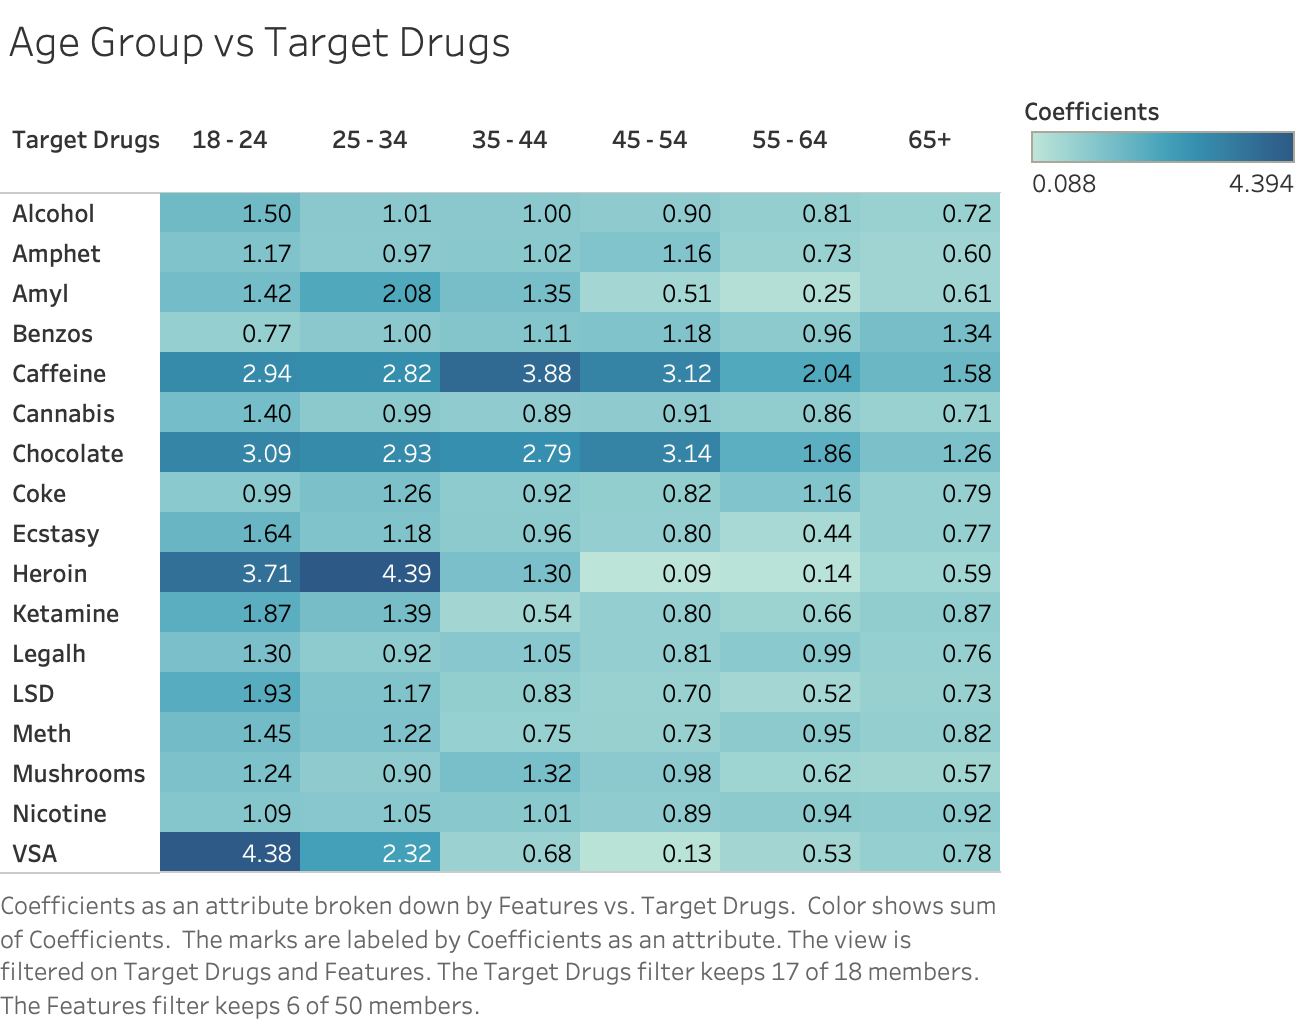 Age Group vs Target Drugs
Coefficients
0.088 4.394
Target Drugs 18 - 24 25 - 34 35 - 44 45 - 54 55 - 64 65+
Alcohol 1.50 1.01 1.00 0.90 0.81 0.72
Amphet 1.17 0.97 1.02 1.16 0.73 0.60
Amyl 1.42 2.08 1.35 0.51 0.25 0.61
Benzos 0.77 1.00 1.11 1.18 0.96 1.34
Caffeine 2.94 2.82 3.88 3.12 2.04 1.58
Cannabis 1.40 0.99 0.89 0.91 0.86 0.71
Chocolate 3.09 2.93 2.79 3.14 1.86 1.26
Coke 0.99 1.26 0.92 0.82 1.16 0.79
Ecstasy 1.64 1.18 0.96 0.80 0.44 0.77
Heroin 3.71 4.39 1.30 0.09 0.14 0.59
Ketamine 1.87 1.39 0.54 0.80 0.66 0.87
Legalh 1.30 0.92 1.05 0.81 0.99 0.76
LSD 1.93 1.17 0.83 0.70 0.52 0.73
Meth 1.45 1.22 0.75 0.73 0.95 0.82
Mushrooms 1.24 0.90 1.32 0.98 0.62 0.57
Nicotine 1.09 1.05 1.01 0.89 0.94 0.92
VSA 4.38 2.32 0.68 0.13 0.53 0.78
Coefficients as an attribute broken down by Features vs. Target Drugs. Color shows sum
of Coefficients. The marks are labeled by Coefficients as an attribute. The view is
filtered on Target Drugs and Features. The Target Drugs filter keeps 17 of 18 members.
The Features filter keeps 6 of 50 members.